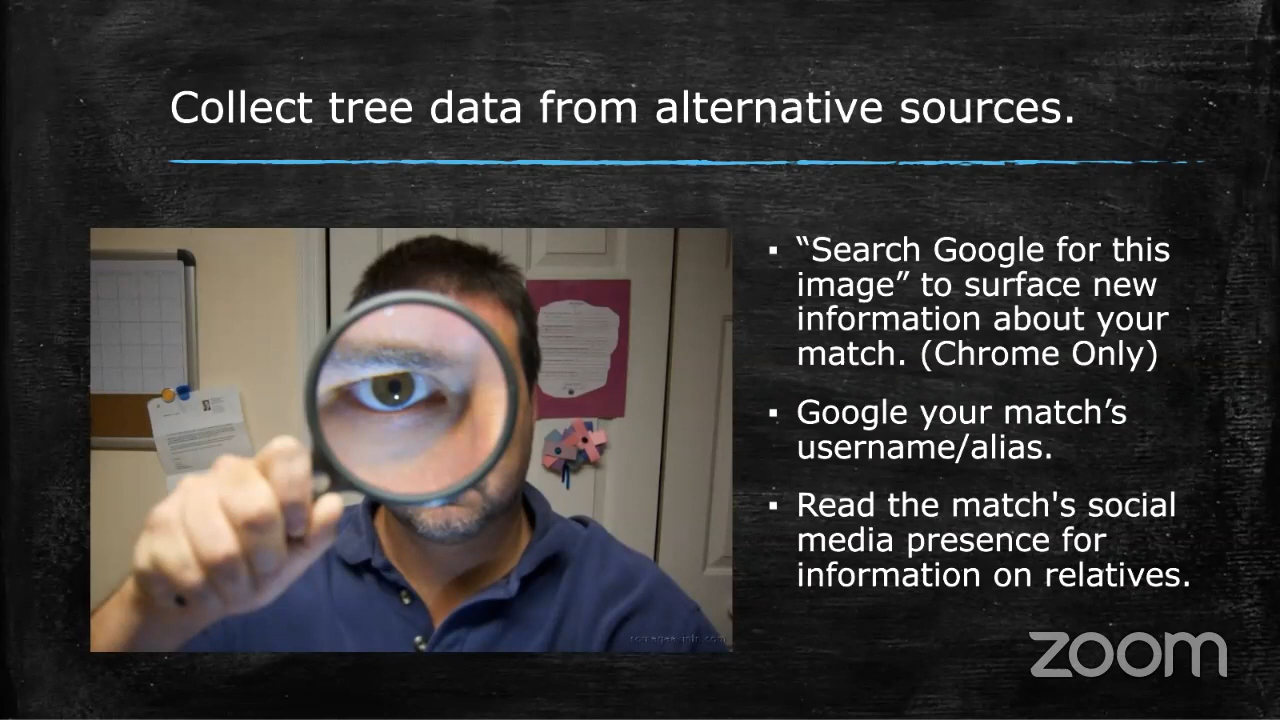 Collect tree data from alternative sources.
▪ “Search Google for this
image” to surface new
information about your
match. (Chrome Only)
▪ Google your match’s
username/alias.
▪ Read the match's social
media presence for
information on relatives.
zoom